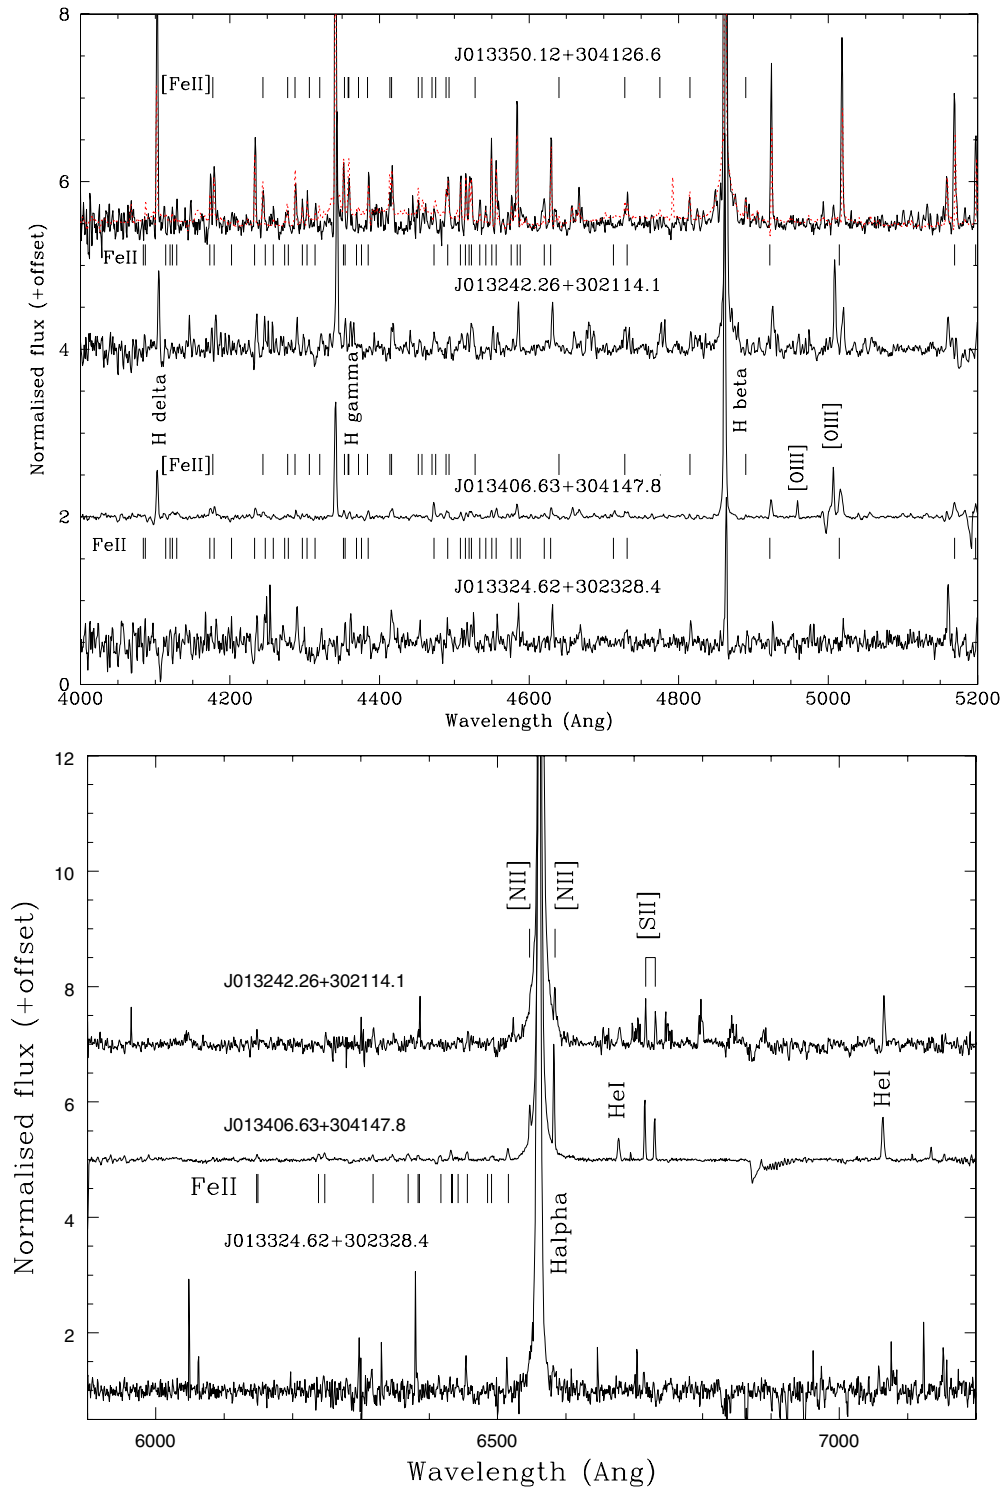 8
J013350.12+304126.6
[FeII]
6
FeII
J013242.26+302114.1
Normalised flux (+offset)
4
H delta
H gamma
H beta
[OIII]
[OIII]
[FeII]
J013406.63+304147.8
2
FeII
J013324.62+302328.4
0
4000 4200 4400 4600 4800 5000 5200
Wavelength (Ang)
12
10
[NII]
[NII]
[SII]
Normalised flux (+offset)
J013242.26+302114.1
8
6
HeI
HeI
J013406.63+304147.8
FeII
4
Halpha
J013324.62+302328.4
2
6000 6500 7000
Wavelength (Ang)